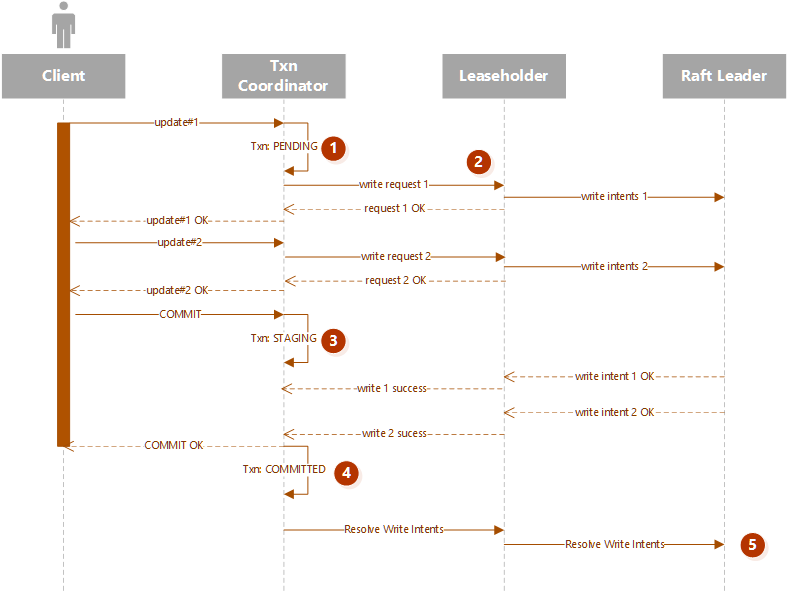 Client
Txn
Coordinator
Leaseholder
Raft Leader
update#1
Txn: PENDING
1
2
write request 1
write intents 1
request 1 OK
update#1 OK
update#2
write request 2
write intents 2
request 2 OK
update#2 OK
COMMIT
Txn: STAGING
3
write intent 1 OK
write 1 success
write intent 2 OK
write 2 sucess
COMMIT OK
Txn: COMMITTED
4
Resolve Write Intents
Resolve Write Intents
5